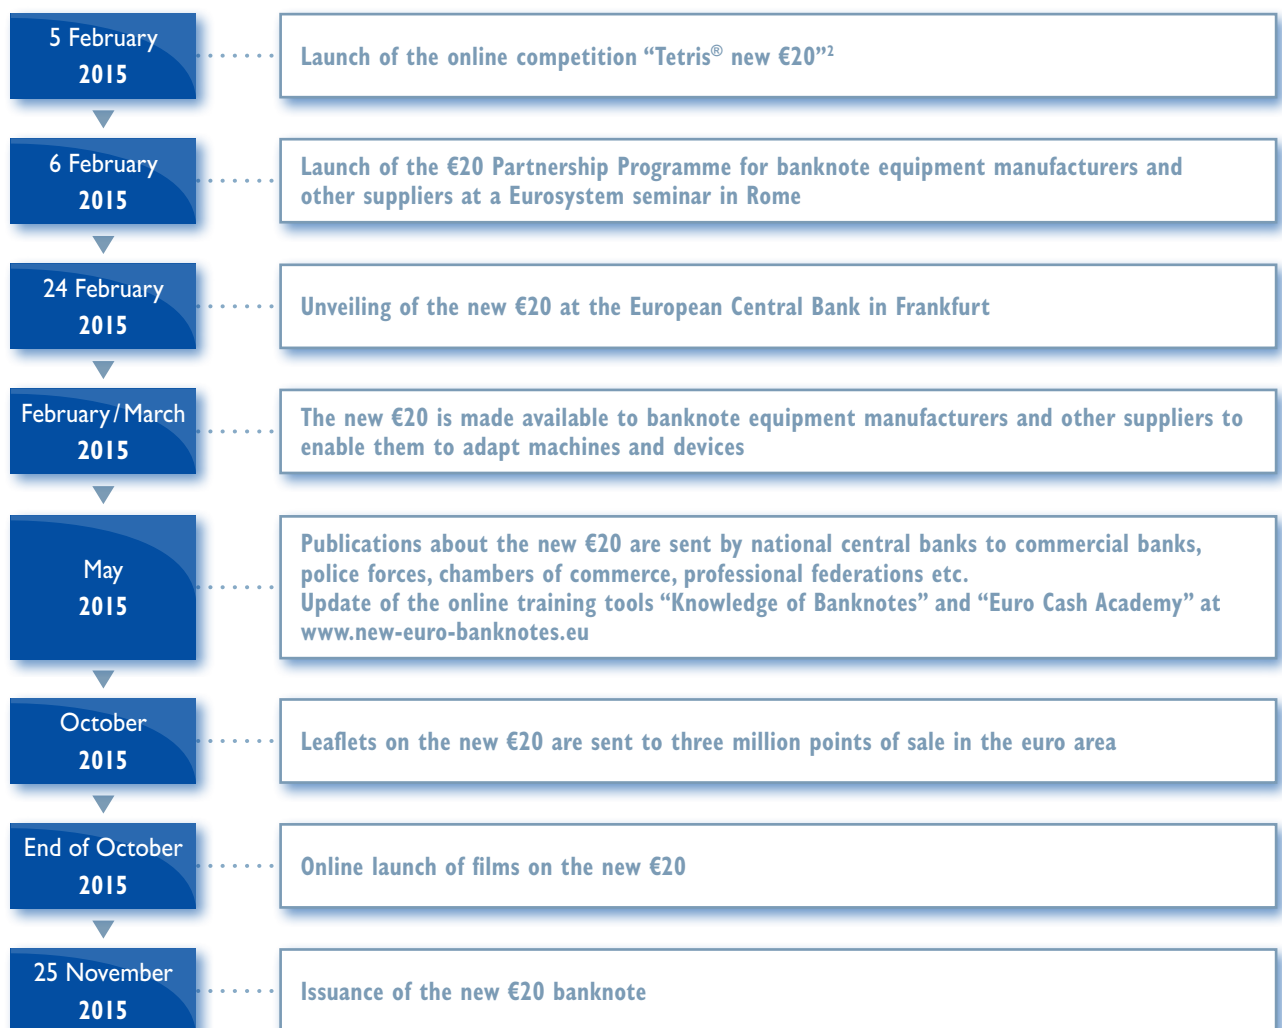 5 February
2015
Launch of the online competition “Tetris® new €20”²
6 February
2015
Launch of the €20 Partnership Programme for banknote equipment manufacturers and
other suppliers at a Eurosystem seminar in Rome
24 February
2015
Unveiling of the new €20 at the European Central Bank in Frankfurt
February/March
2015
The new €20 is made available to banknote equipment manufacturers and other suppliers to
enable them to adapt machines and devices
May
2015
Publications about the new €20 are sent by national central banks to commercial banks,
police forces, chambers of commerce, professional federations etc.
Update of the online training tools “Knowledge of Banknotes” and “Euro Cash Academy” at
www.new-euro-banknotes.eu
October
2015
Leaflets on the new €20 are sent to three million points of sale in the euro area
End of October
2015
Online launch of films on the new €20
25 November
2015
Issuance of the new €20 banknote